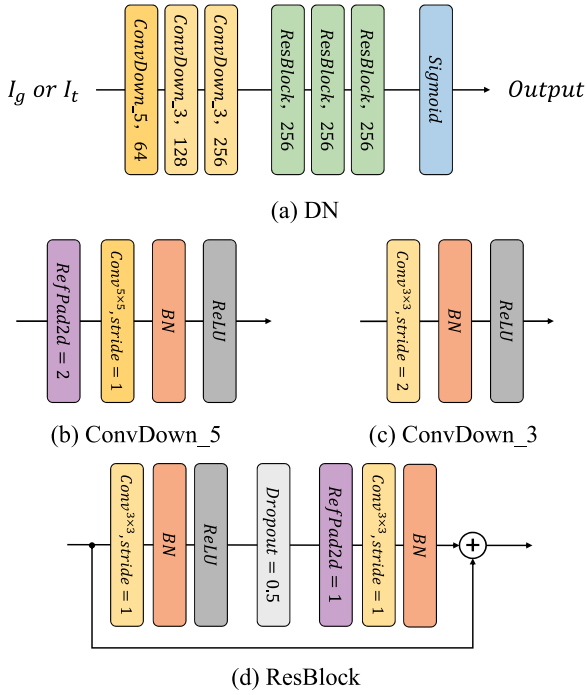 I_g or I_t
ConvDown_5, 64
ConvDown_3, 128
ConvDown_3, 256
ResBlock, 256
ResBlock, 256
ResBlock, 256
Sigmoid
Output
(a) DN
RefPad2d = 2
Conv^{5×5}, stride = 1
BN
ReLU
(b) ConvDown_5
Conv^{3×3}, stride = 2
BN
ReLU
(c) ConvDown_3
Conv^{3×3}, stride = 1
BN
ReLU
Dropout = 0.5
RefPad2d = 1
Conv^{3×3}, stride = 1
BN
+
(d) ResBlock